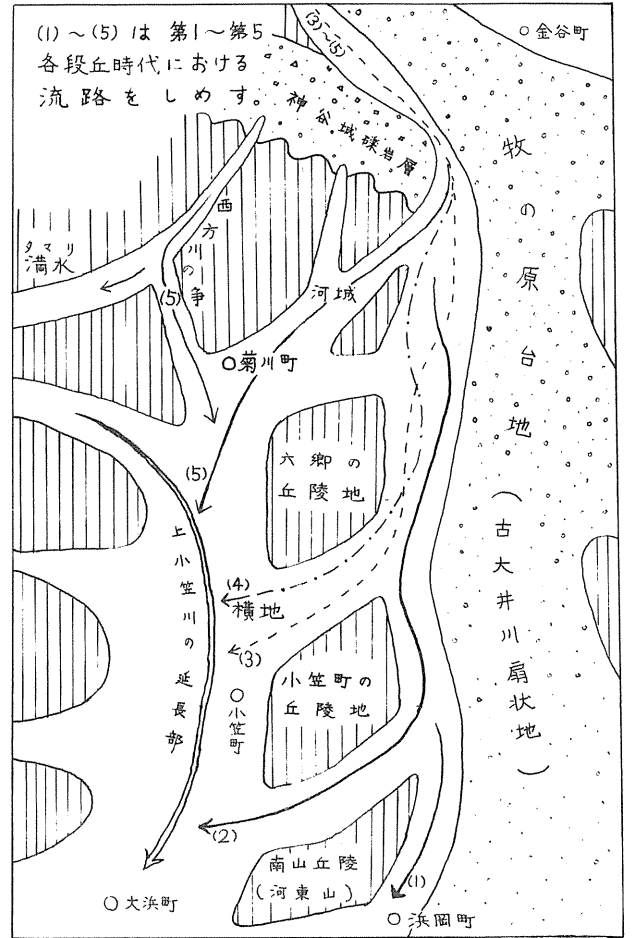 (1)～(5)は 第1～第5
各段丘時代における
流路をしめす。
(3)～(5)
金谷町
神谷城礫岩層
牧の原台地(古大井川扇状地)
西方川の争
タマリ
満水
(5)
河城
菊川町
(5)
六郷の
丘陵地
上小笠川の延長部
(4)
横地
(3)
小笠町
小笠町の
丘陵地
(2)
南山丘陵
(河東山)
(1)
大浜町
浜岡町